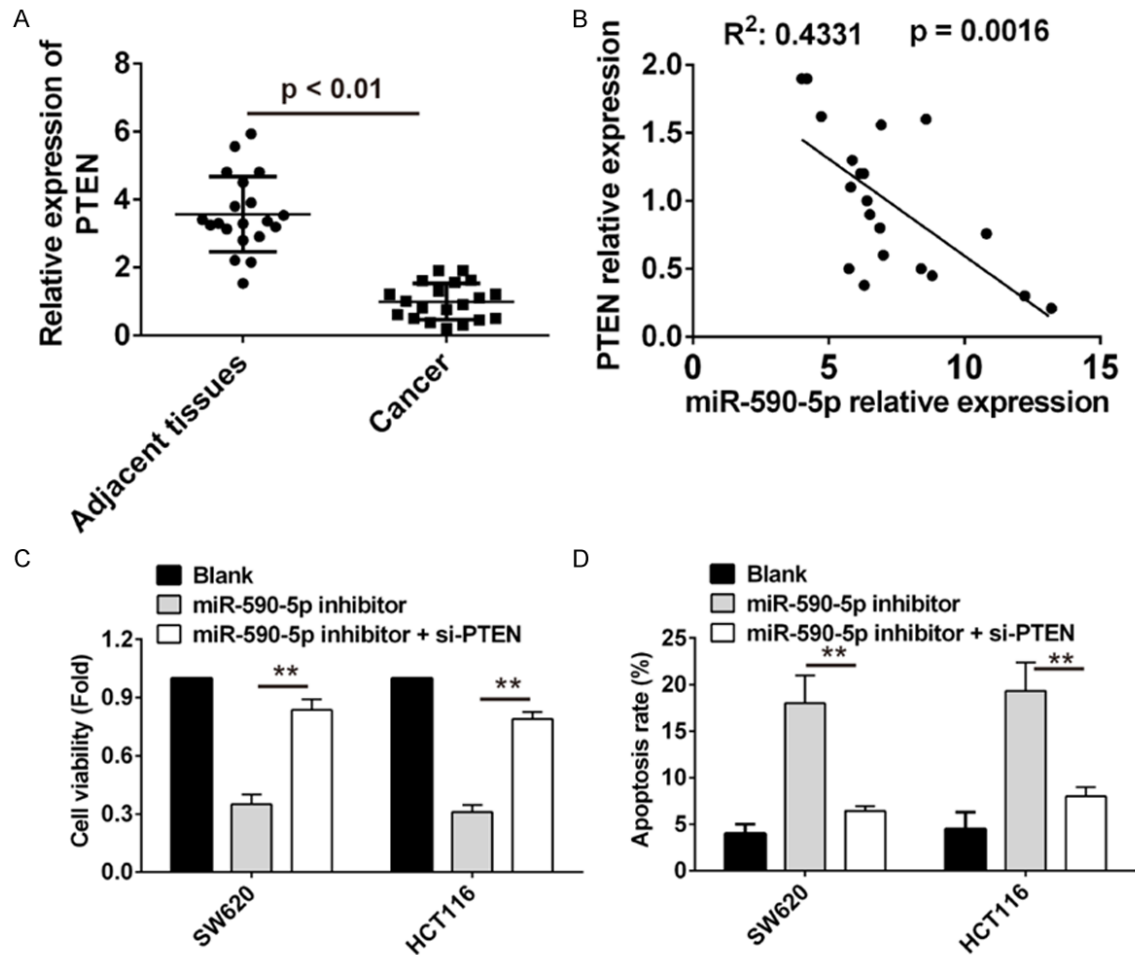 A
Relative expression of
PTEN
8
6
4
2
0
p < 0.01
Adjacent tissues
Cancer
B
R²: 0.4331 p = 0.0016
PTEN relative expression
2.0
1.5
1.0
0.5
0.0
0 5 10 15
miR-590-5p relative expression
C
Blank
miR-590-5p inhibitor
miR-590-5p inhibitor + si-PTEN
Cell viability (Fold)
1.2
0.9
0.6
0.3
0.0
**
**
SW620
HCT116
D
Blank
miR-590-5p inhibitor
miR-590-5p inhibitor + si-PTEN
Apoptosis rate (%)
25
20
15
10
5
0
**
**
SW620
HCT116